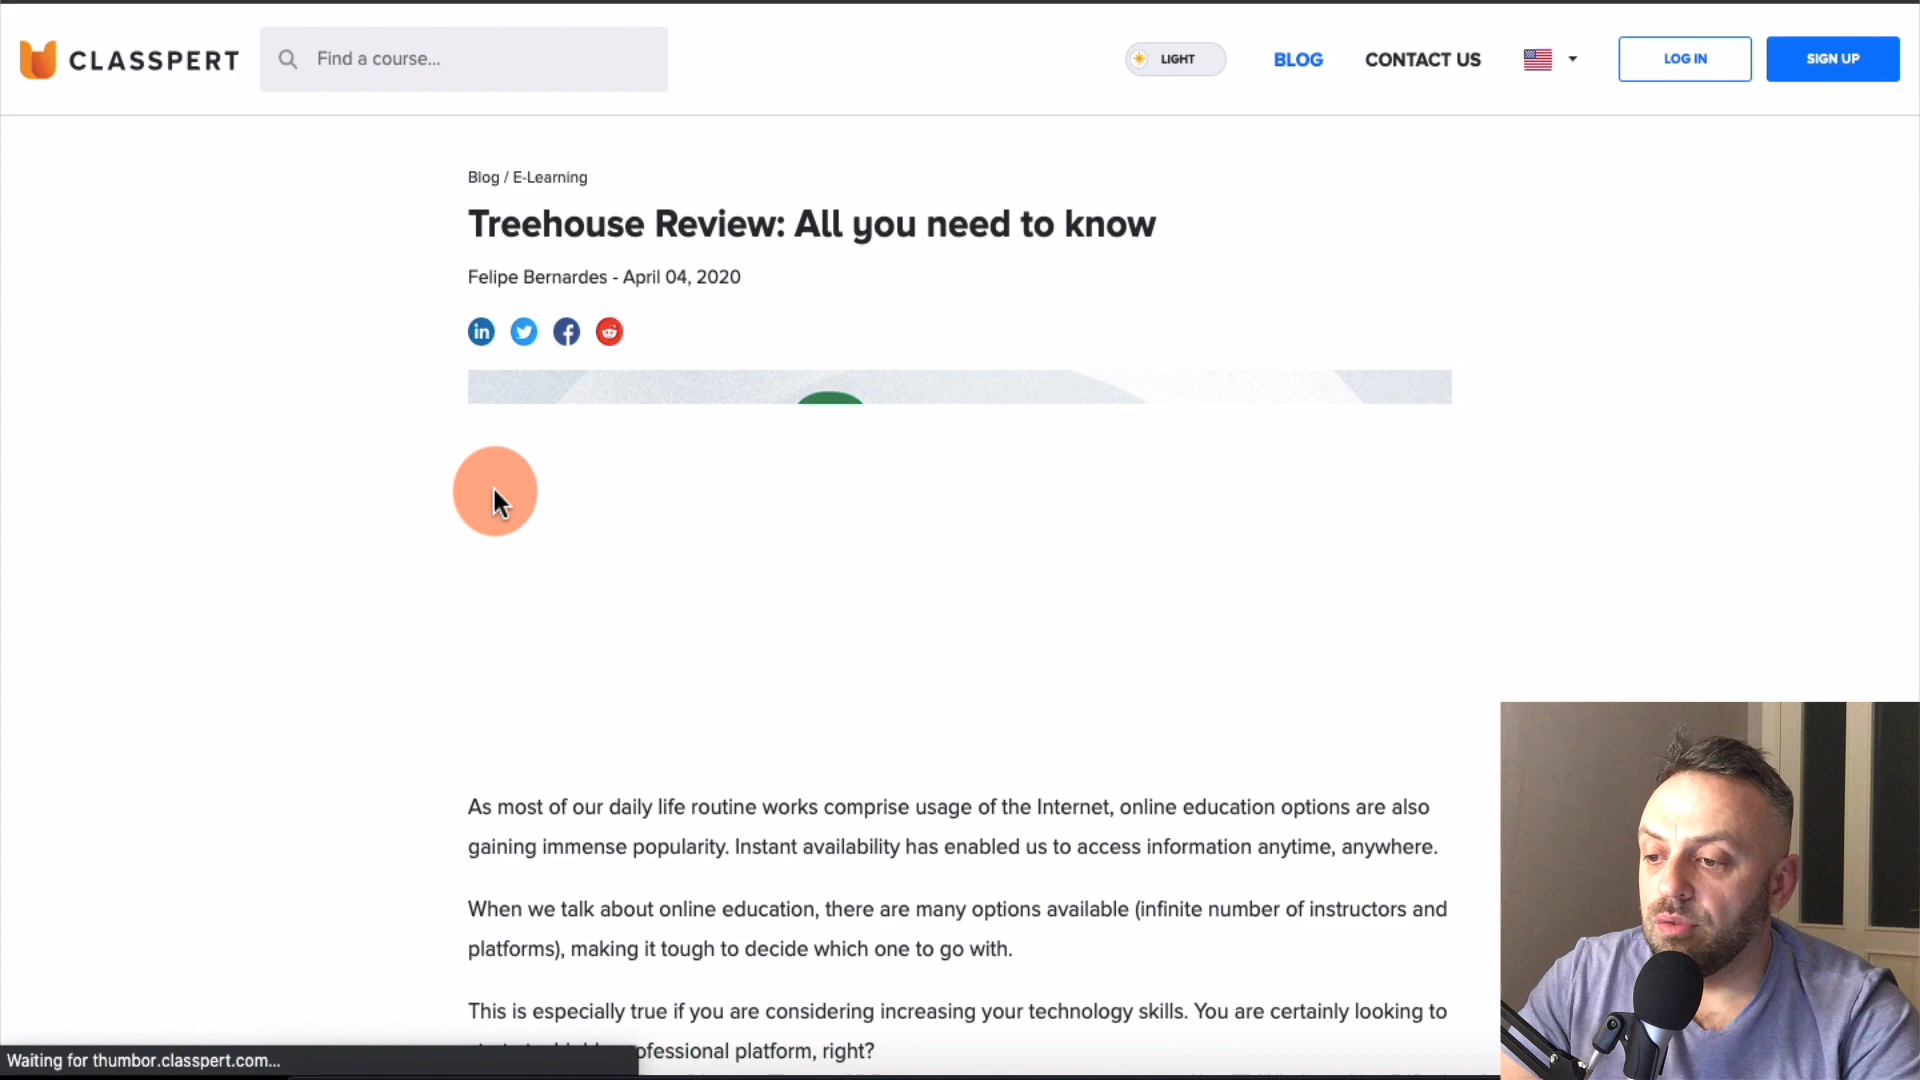 CLASSPERT
Find a course...
LIGHT
BLOG
CONTACT US
LOG IN
SIGN UP
Blog / E-Learning
Treehouse Review: All you need to know
Felipe Bernardes - April 04, 2020
in
As most of our daily life routine works comprise usage of the Internet, online education options are also
gaining immense popularity. Instant availability has enabled us to access information anytime, anywhere.
When we talk about online education, there are many options available (infinite number of instructors and
platforms), making it tough to decide which one to go with.
This is especially true if you are considering increasing your technology skills. You are certainly looking to
ofessional platform, right?
Waiting for thumbor.classpert.com...